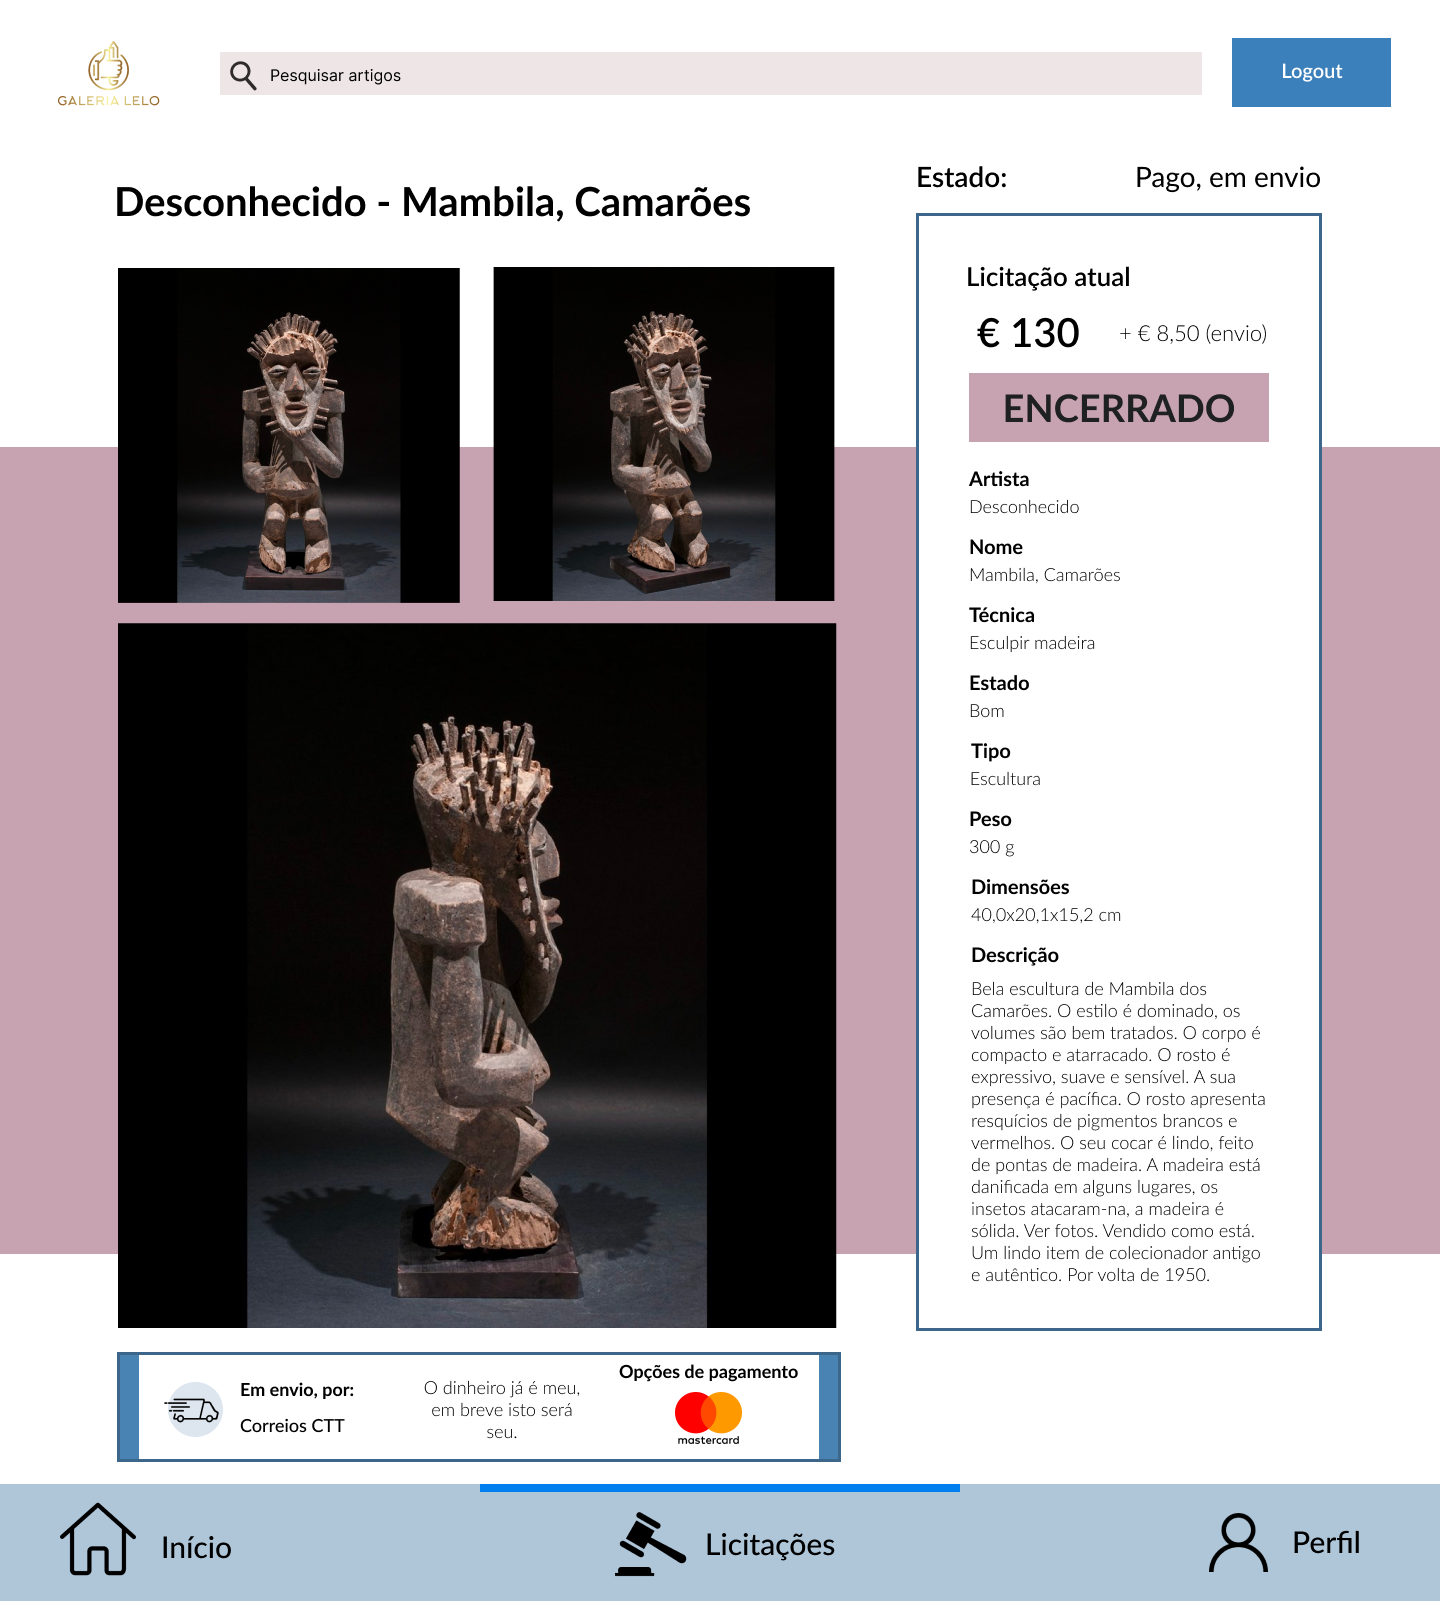 GALERIA LELO
Pesquisar artigos
Logout
Desconhecido - Mambila, Camarões
Estado:
Pago, em envio
Licitação atual
€ 130
+ € 8,50 (envio)
ENCERRADO
Artista
Desconhecido
Nome
Mambila, Camarões
Técnica
Esculpir madeira
Estado
Bom
Tipo
Escultura
Peso
300 g
Dimensões
40,0x20,1x15,2 cm
Descrição
Bela escultura de Mambila dos
Camarões. O estilo é dominado, os
volumes são bem tratados. O corpo é
compacto e atarracado. O rosto é
expressivo, suave e sensível. A sua
presença é pacífica. O rosto apresenta
resquícios de pigmentos brancos e
vermelhos. O seu cocar é lindo, feito
de pontas de madeira. A madeira está
danificada em alguns lugares, os
insetos atacaram-na, a madeira é
sólida. Ver fotos. Vendido como está.
Um lindo item de colecionador antigo
e autêntico. Por volta de 1950.
Em envio, por:
Correios CTT
O dinheiro já é meu,
em breve isto será
seu.
Opções de pagamento
mastercard
Início
Licitações
Perfil